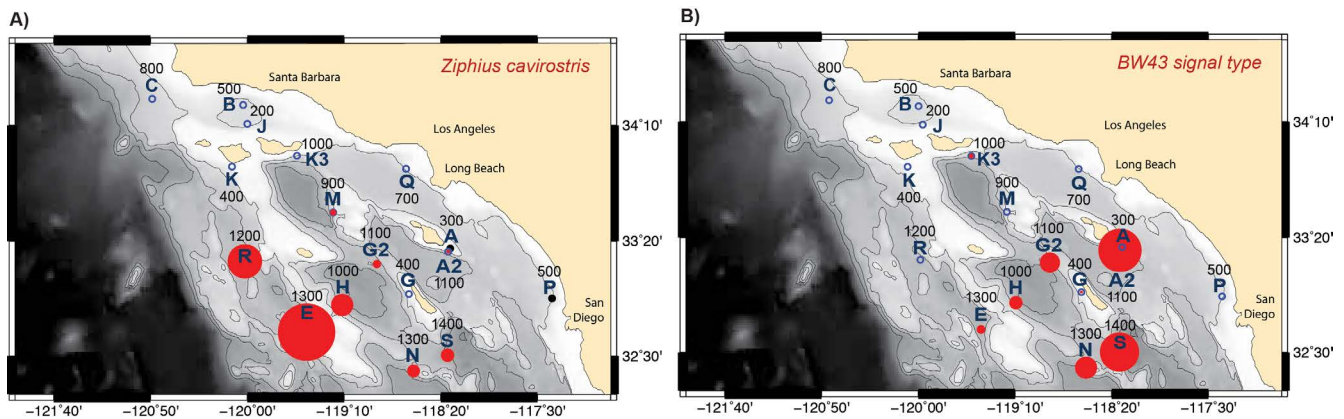 A)
Ziphius cavirostris
800
C
Santa Barbara
500
B
200
J
Los Angeles
1000
K3
Long Beach
K
400
900
M
Q
700
300
A
1200
R
1100
G2
A2
1100
400
G
1000
H
500
P
San
Diego
1300
E
1400
S
1300
N
−121°40'
−120°50'
−120°00'
−119°10'
−118°20'
−117°30'
34°10'
33°20'
32°30'
B)
BW43 signal type
800
C
Santa Barbara
500
B
200
J
Los Angeles
1000
K3
Long Beach
K
400
900
M
Q
700
300
A
1200
R
1100
G2
A2
1100
400
G
1000
H
500
P
San
Diego
1300
E
1400
S
1300
N
−121°40'
−120°50'
−120°00'
−119°10'
−118°20'
−117°30'
34°10'
33°20'
32°30'